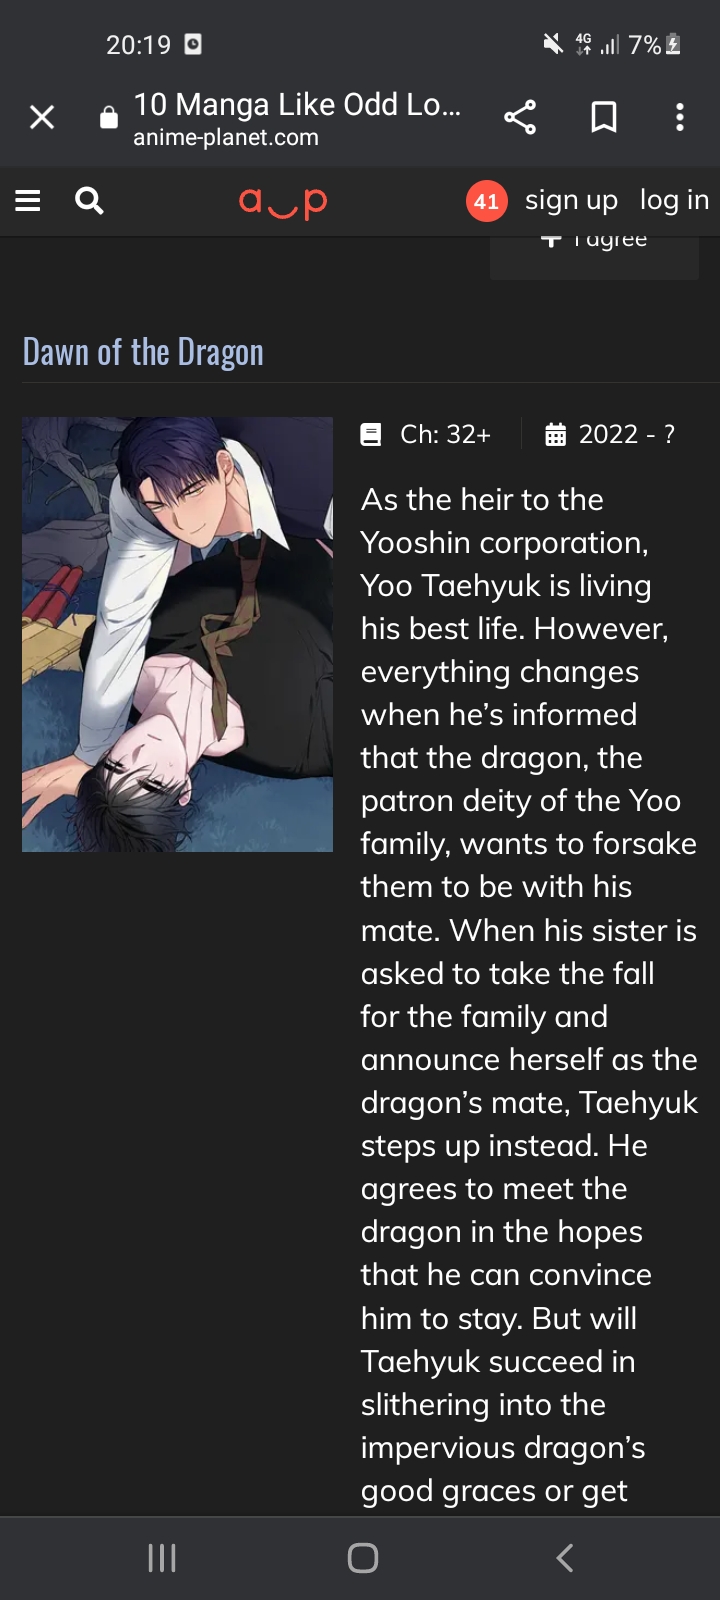 20:19
4G
7%
10 Manga Like Odd Lo...
anime-planet.com
a‿p
41
sign up
log in
I agree
Dawn of the Dragon
Ch: 32+
2022 - ?
As the heir to the
Yooshin corporation,
Yoo Taehyuk is living
his best life. However,
everything changes
when he’s informed
that the dragon, the
patron deity of the Yoo
family, wants to forsake
them to be with his
mate. When his sister is
asked to take the fall
for the family and
announce herself as the
dragon’s mate, Taehyuk
steps up instead. He
agrees to meet the
dragon in the hopes
that he can convince
him to stay. But will
Taehyuk succeed in
slithering into the
impervious dragon’s
good graces or get